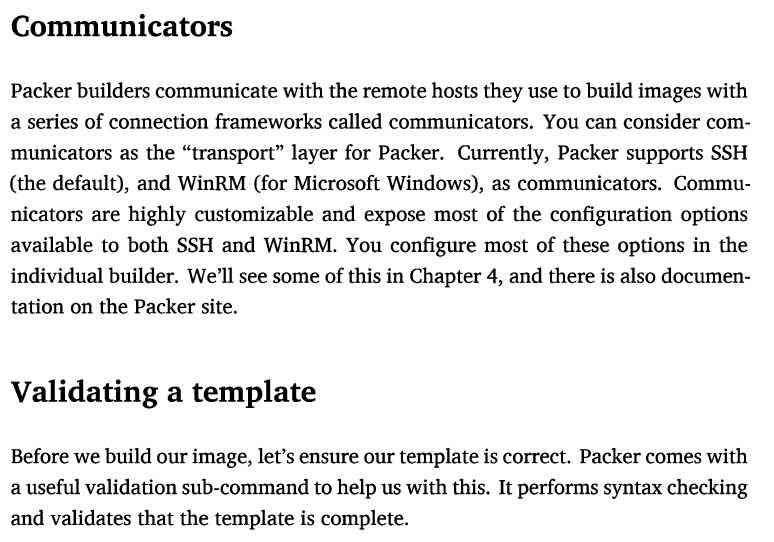 Communicators
Packer builders communicate with the remote hosts they use to build images with
a series of connection frameworks called communicators. You can consider com-
municators as the “transport” layer for Packer. Currently, Packer supports SSH
(the default), and WinRM (for Microsoft Windows), as communicators. Commu-
nicators are highly customizable and expose most of the configuration options
available to both SSH and WinRM. You configure most of these options in the
individual builder. We’ll see some of this in Chapter 4, and there is also documen-
tation on the Packer site.
Validating a template
Before we build our image, let’s ensure our template is correct. Packer comes with
a useful validation sub-command to help us with this. It performs syntax checking
and validates that the template is complete.